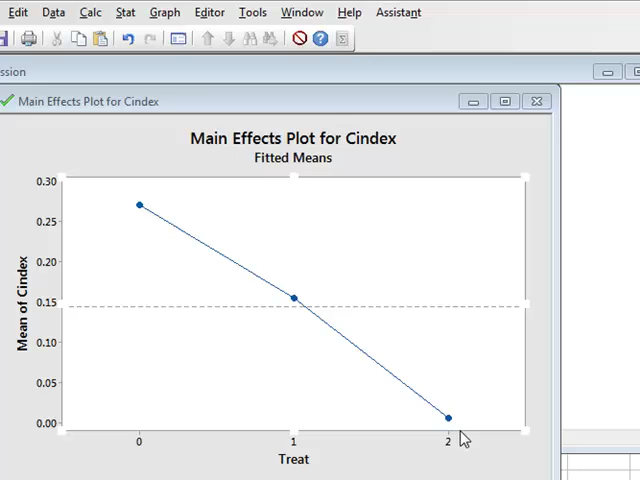 Edit Data Calc Stat Graph Editor Tools Window Help Assistant
ssion
Main Effects Plot for Cindex
Main Effects Plot for Cindex
Fitted Means
0.30
0.25
0.20
0.15
0.10
0.05
0.00
Mean of Cindex
0 1 2
Treat